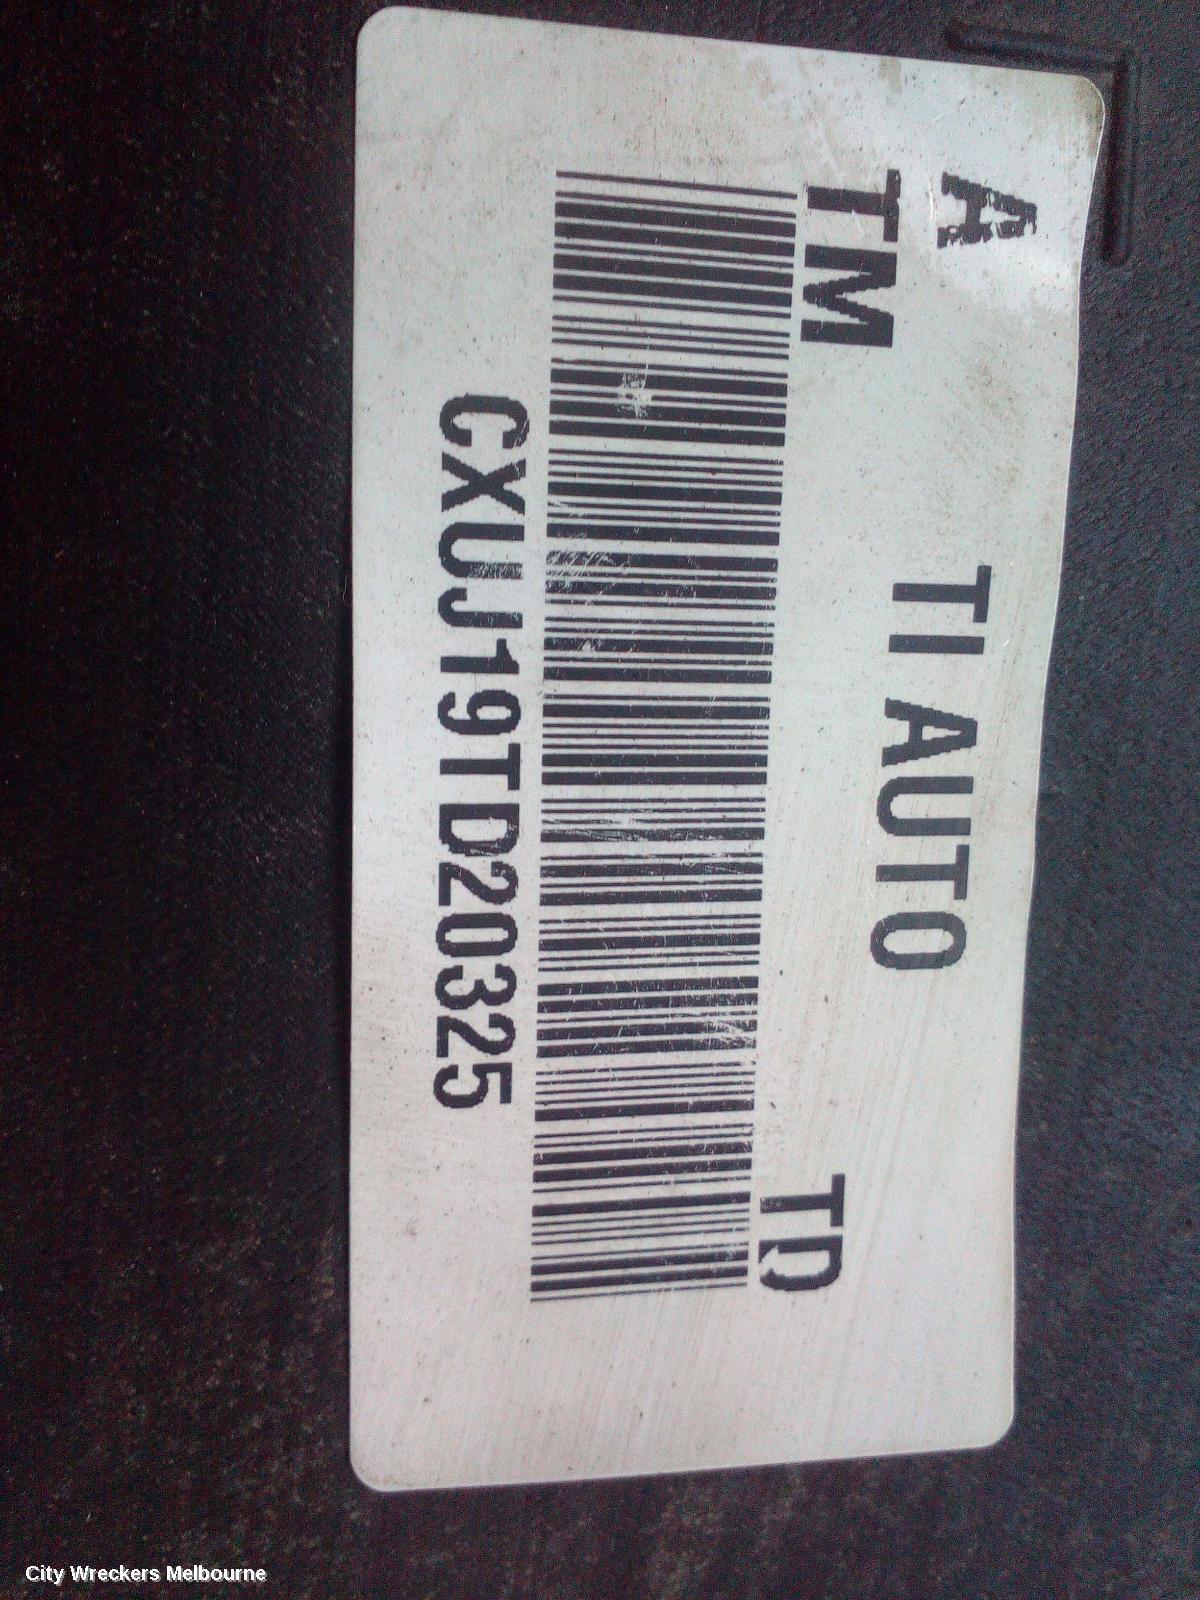 A
TI AUTO
TM
TD
CXUJ19TD20325
City Wreckers Melbourne